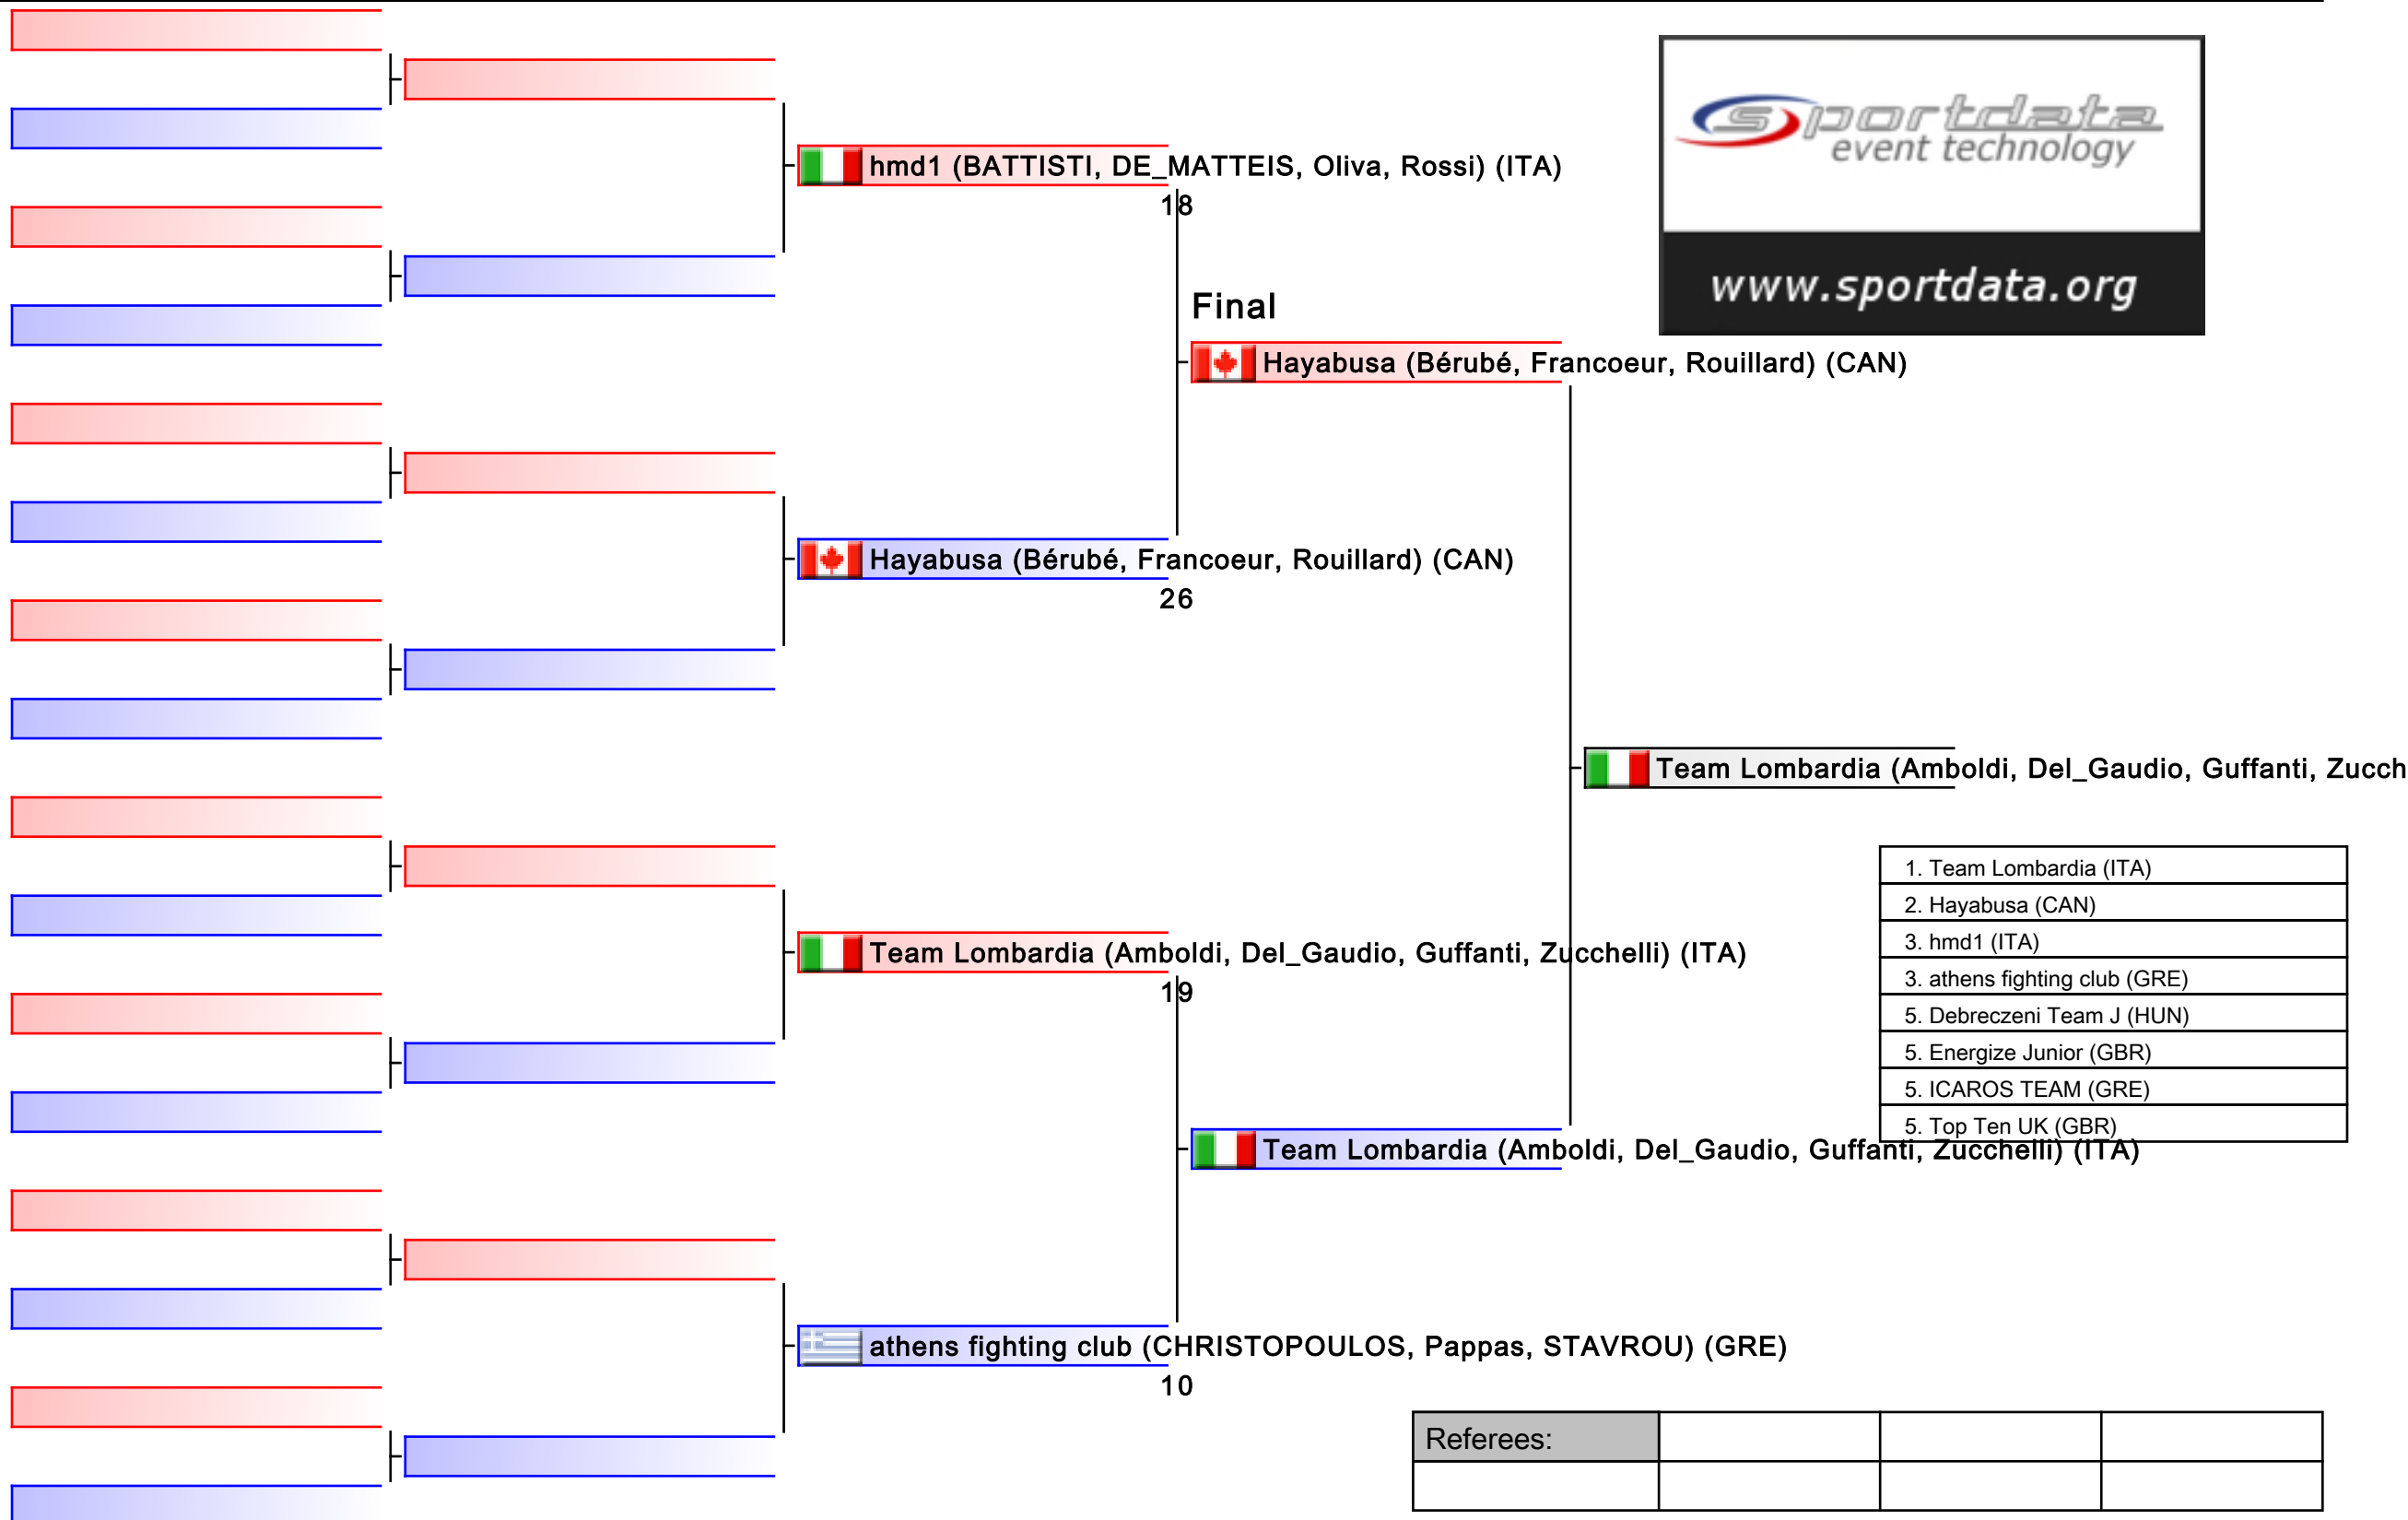 sportdata
event technology
www.sportdata.org
hmd1 (BATTISTI, DE_MATTEIS, Oliva, Rossi) (ITA)
18
Final
Hayabusa (Bérubé, Francoeur, Rouillard) (CAN)
Hayabusa (Bérubé, Francoeur, Rouillard) (CAN)
26
Team Lombardia (Amboldi, Del_Gaudio, Guffanti, Zucch
1. Team Lombardia (ITA)
2. Hayabusa (CAN)
3. hmd1 (ITA)
3. athens fighting club (GRE)
5. Debreczeni Team J (HUN)
5. Energize Junior (GBR)
5. ICAROS TEAM (GRE)
5. Top Ten UK (GBR)
Team Lombardia (Amboldi, Del_Gaudio, Guffanti, Zucchelli) (ITA)
19
Team Lombardia (Amboldi, Del_Gaudio, Guffanti, Zucchelli) (ITA)
athens fighting club (CHRISTOPOULOS, Pappas, STAVROU) (GRE)
10
Referees: